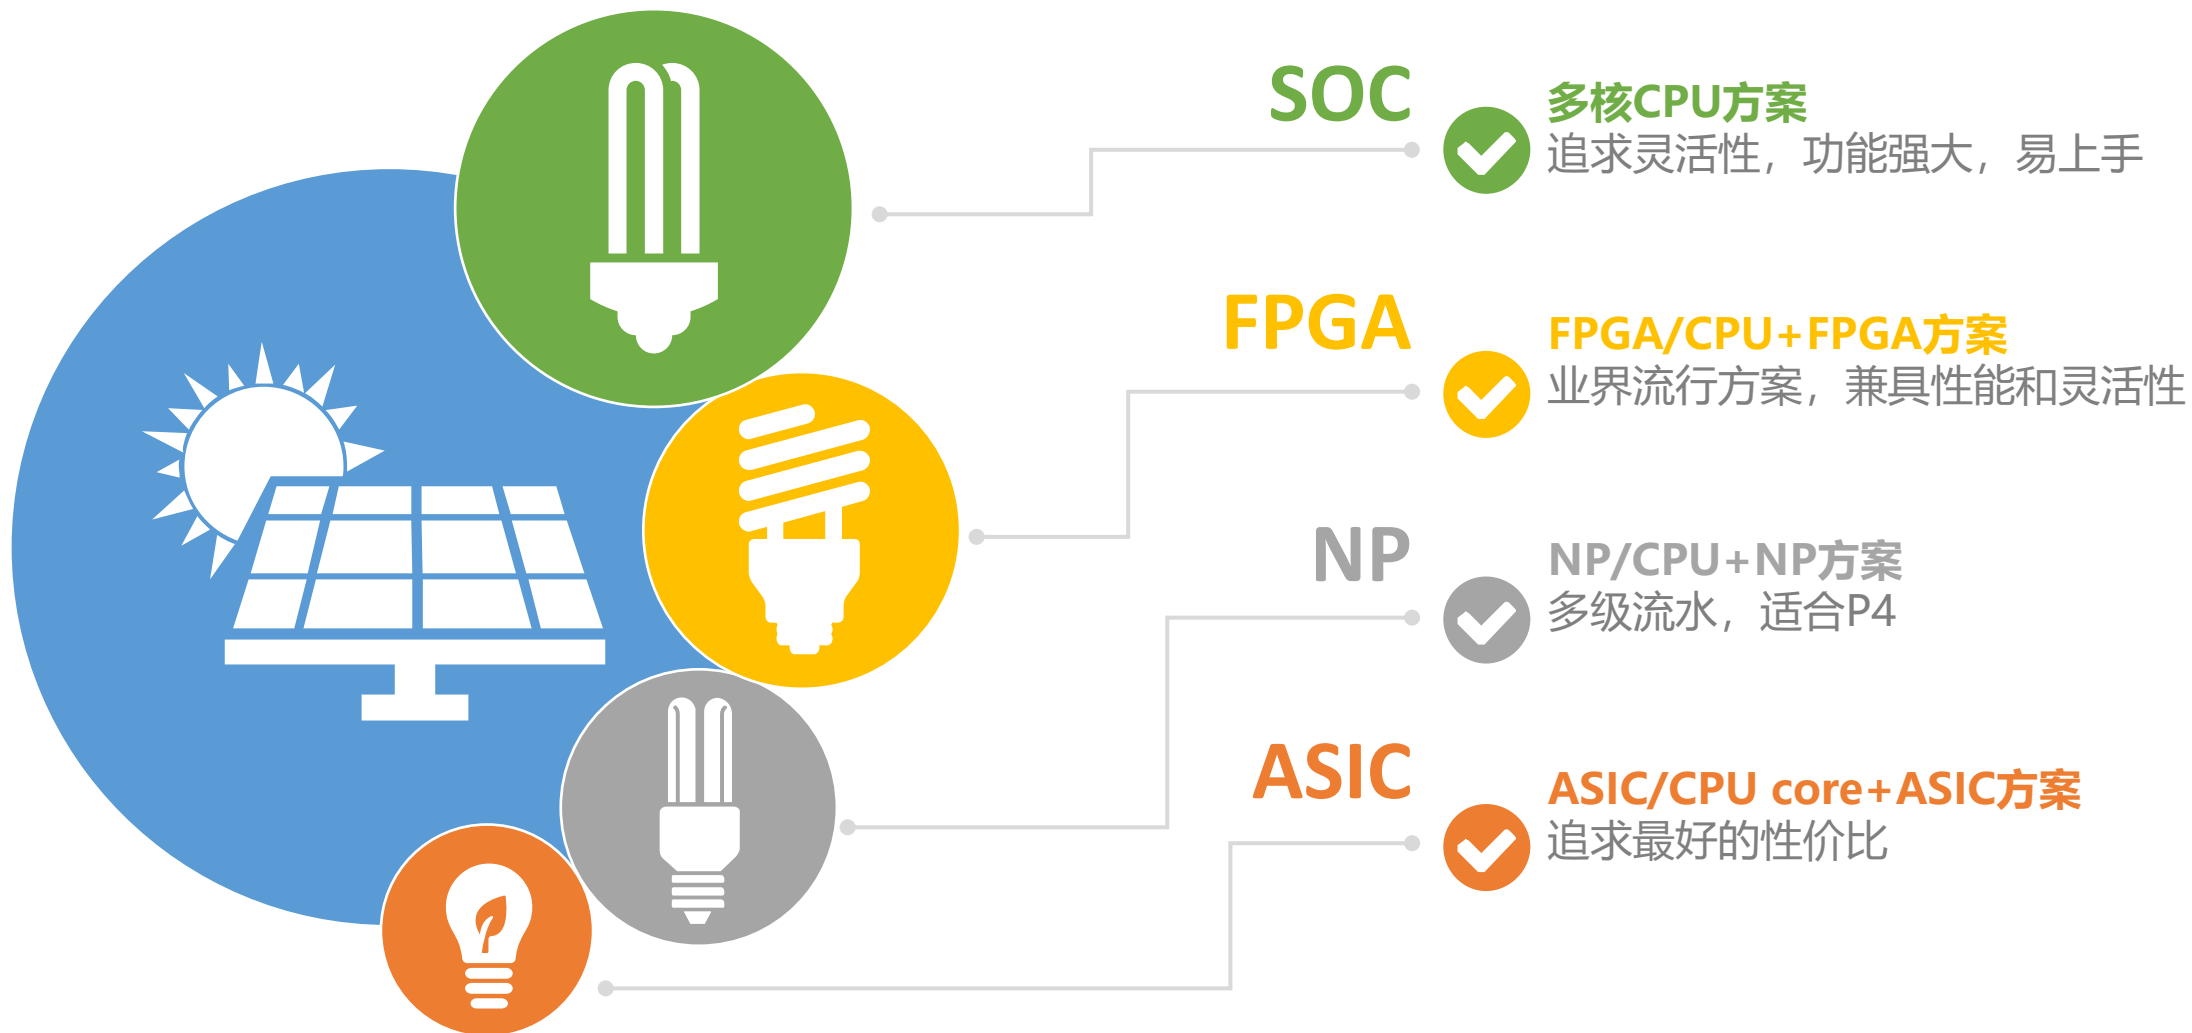 SOC
多核CPU方案
追求灵活性，功能强大，易上手
FPGA
FPGA/CPU+FPGA方案
业界流行方案，兼具性能和灵活性
NP
NP/CPU+NP方案
多级流水，适合P4
ASIC
ASIC/CPU core+ASIC方案
追求最好的性价比